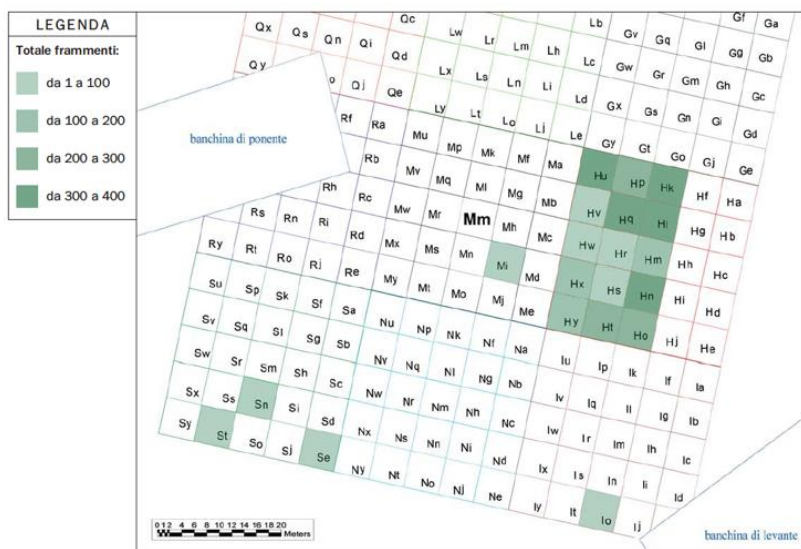 LEGENDA
Totale frammenti:
da 1 a 100
da 100 a 200
da 200 a 300
da 300 a 400
Gf Ga
Lb Gv Gq Gl Gg Gb
Qc Lw Lr Lm Lh Lc Gw Gr Gm Gh Gc
Qx Qs Qn Qi Qd Lx Ls Ln Li Ld Gx Gs Gn Gi Gd
Qy o Qj Qe Ly Lt Lo Lj Le Gy Gt Go Gj Ge
banchina di ponente
Rf Ra Mu Mp Mk Mf Ma Hu Hp Hk Hf Ha
Rb Mv Mq Ml Mg Mb Hv Hq Hl Hg Hb
Rh Rc Mw Mr Mm Mh Mc Hw Hr Hm Hh Hc
Rs Rn Ri Rd Mx Ms Mn Mi Md Hx Hs Hn Hi Hd
Ry Rt Ro Rj Re My Mt Mo Mj Me Hy Ht Ho Hj He
Su Sp Sk Sf Sa Nu Np Nk Nf Na Iu Ip Ik If Ia
Sv Sq Sl Sg Sb Nv Nq Nl Ng Nb Iv Iq Il Ig Ib
Sw Sr Sm Sh Sc Nw Nr Nm Nh Nc Iw Ir Im Ih Ic
Sx Ss Sn Si Sd Nx Ns Nn Ni Nd Ix Is In Ii Id
Sy St So Sj Se Ny Nt No Nj Ne Iy It Io Ij
banchina di levante
0 1 2 4 6 8 10 12 14 16 18 20
Meters